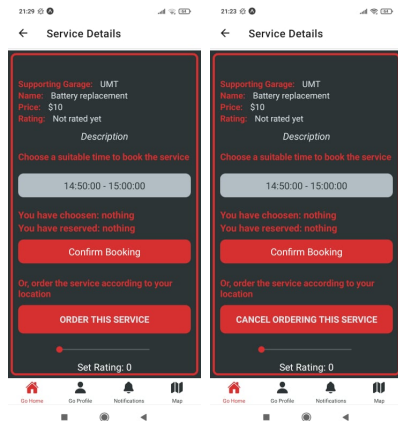 21:29
Service Details
Supporting Garage: UMT
Name: Battery replacement
Price: $10
Rating: Not rated yet
Description
Choose a suitable time to book the service
14:50:00 - 15:00:00
You have choosen: nothing
You have reserved: nothing
Confirm Booking
Or, order the service according to your
location
ORDER THIS SERVICE
Set Rating: 0
Go Home
Go Profile
Notifications
Map
21:23
Service Details
Supporting Garage: UMT
Name: Battery replacement
Price: $10
Rating: Not rated yet
Description
Choose a suitable time to book the service
14:50:00 - 15:00:00
You have choosen: nothing
You have reserved: nothing
Confirm Booking
Or, order the service according to your
location
CANCEL ORDERING THIS SERVICE
Set Rating: 0
Go Home
Go Profile
Notifications
Map